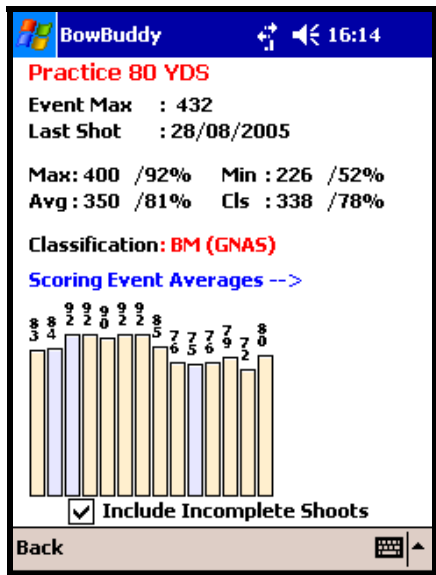 BowBuddy 16:14
Practice 80 YDS
Event Max : 432
Last Shot : 28/08/2005
Max: 400 /92% Min : 226 /52%
Avg : 350 /81% Cls : 338 /78%
Classification: BM (GNAS)
Scoring Event Averages -->
83 84 92 92 90 92 92 85 76 75 76 79 72 80
Include Incomplete Shoots
Back